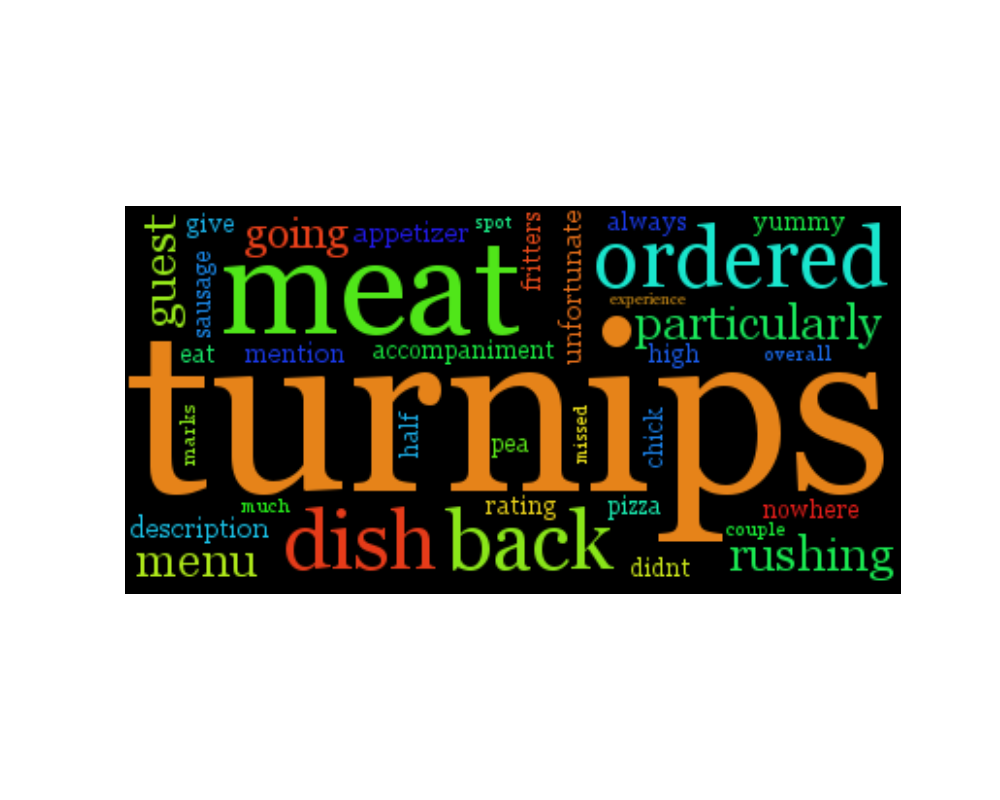 guest
give
going
appetizer
spot
fritters
unfortunate
always
yummy
sausage
meat
ordered
experience
particularly
eat
mention
accompaniment
high
overall
turnips
marks
half
pea
missed
chick
much
rating
pizza
nowhere
description
dish
back
couple
menu
didnt
rushing